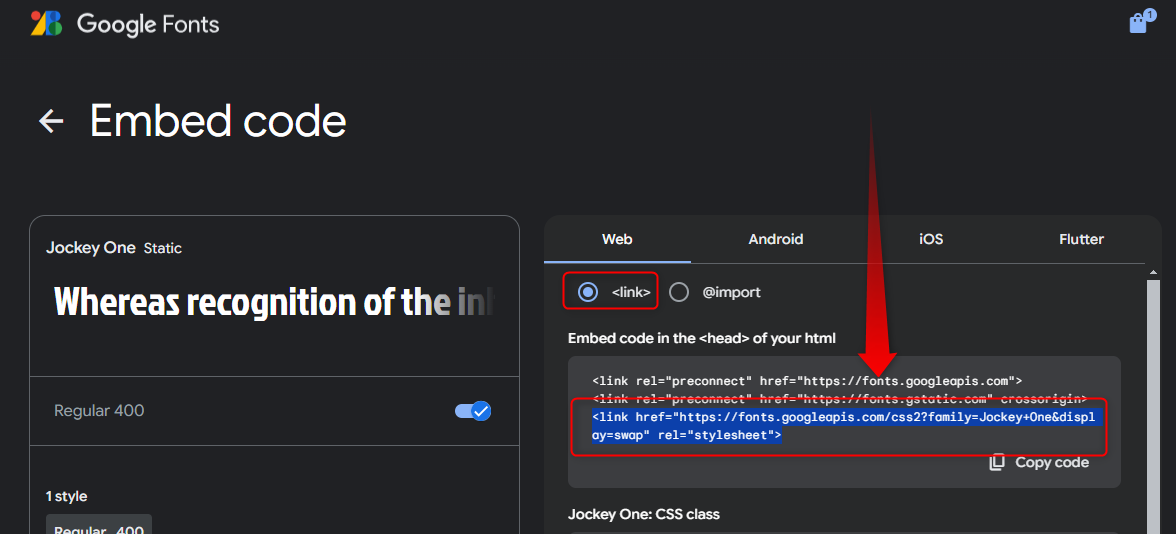 Google Fonts
1
Embed code
Jockey One Static
Whereas recognition of the inh
Regular 400
1 style
Regular 400
Web
Android
iOS
Flutter
<link>
@import
Embed code in the <head> of your html
<link rel="preconnect" href="https://fonts.googleapis.com">
<link rel="preconnect" href="https://fonts.gstatic.com" crossorigin>
<link href="https://fonts.googleapis.com/css2?family=Jockey+One&displ
ay=swap" rel="stylesheet">
Copy code
Jockey One: CSS class